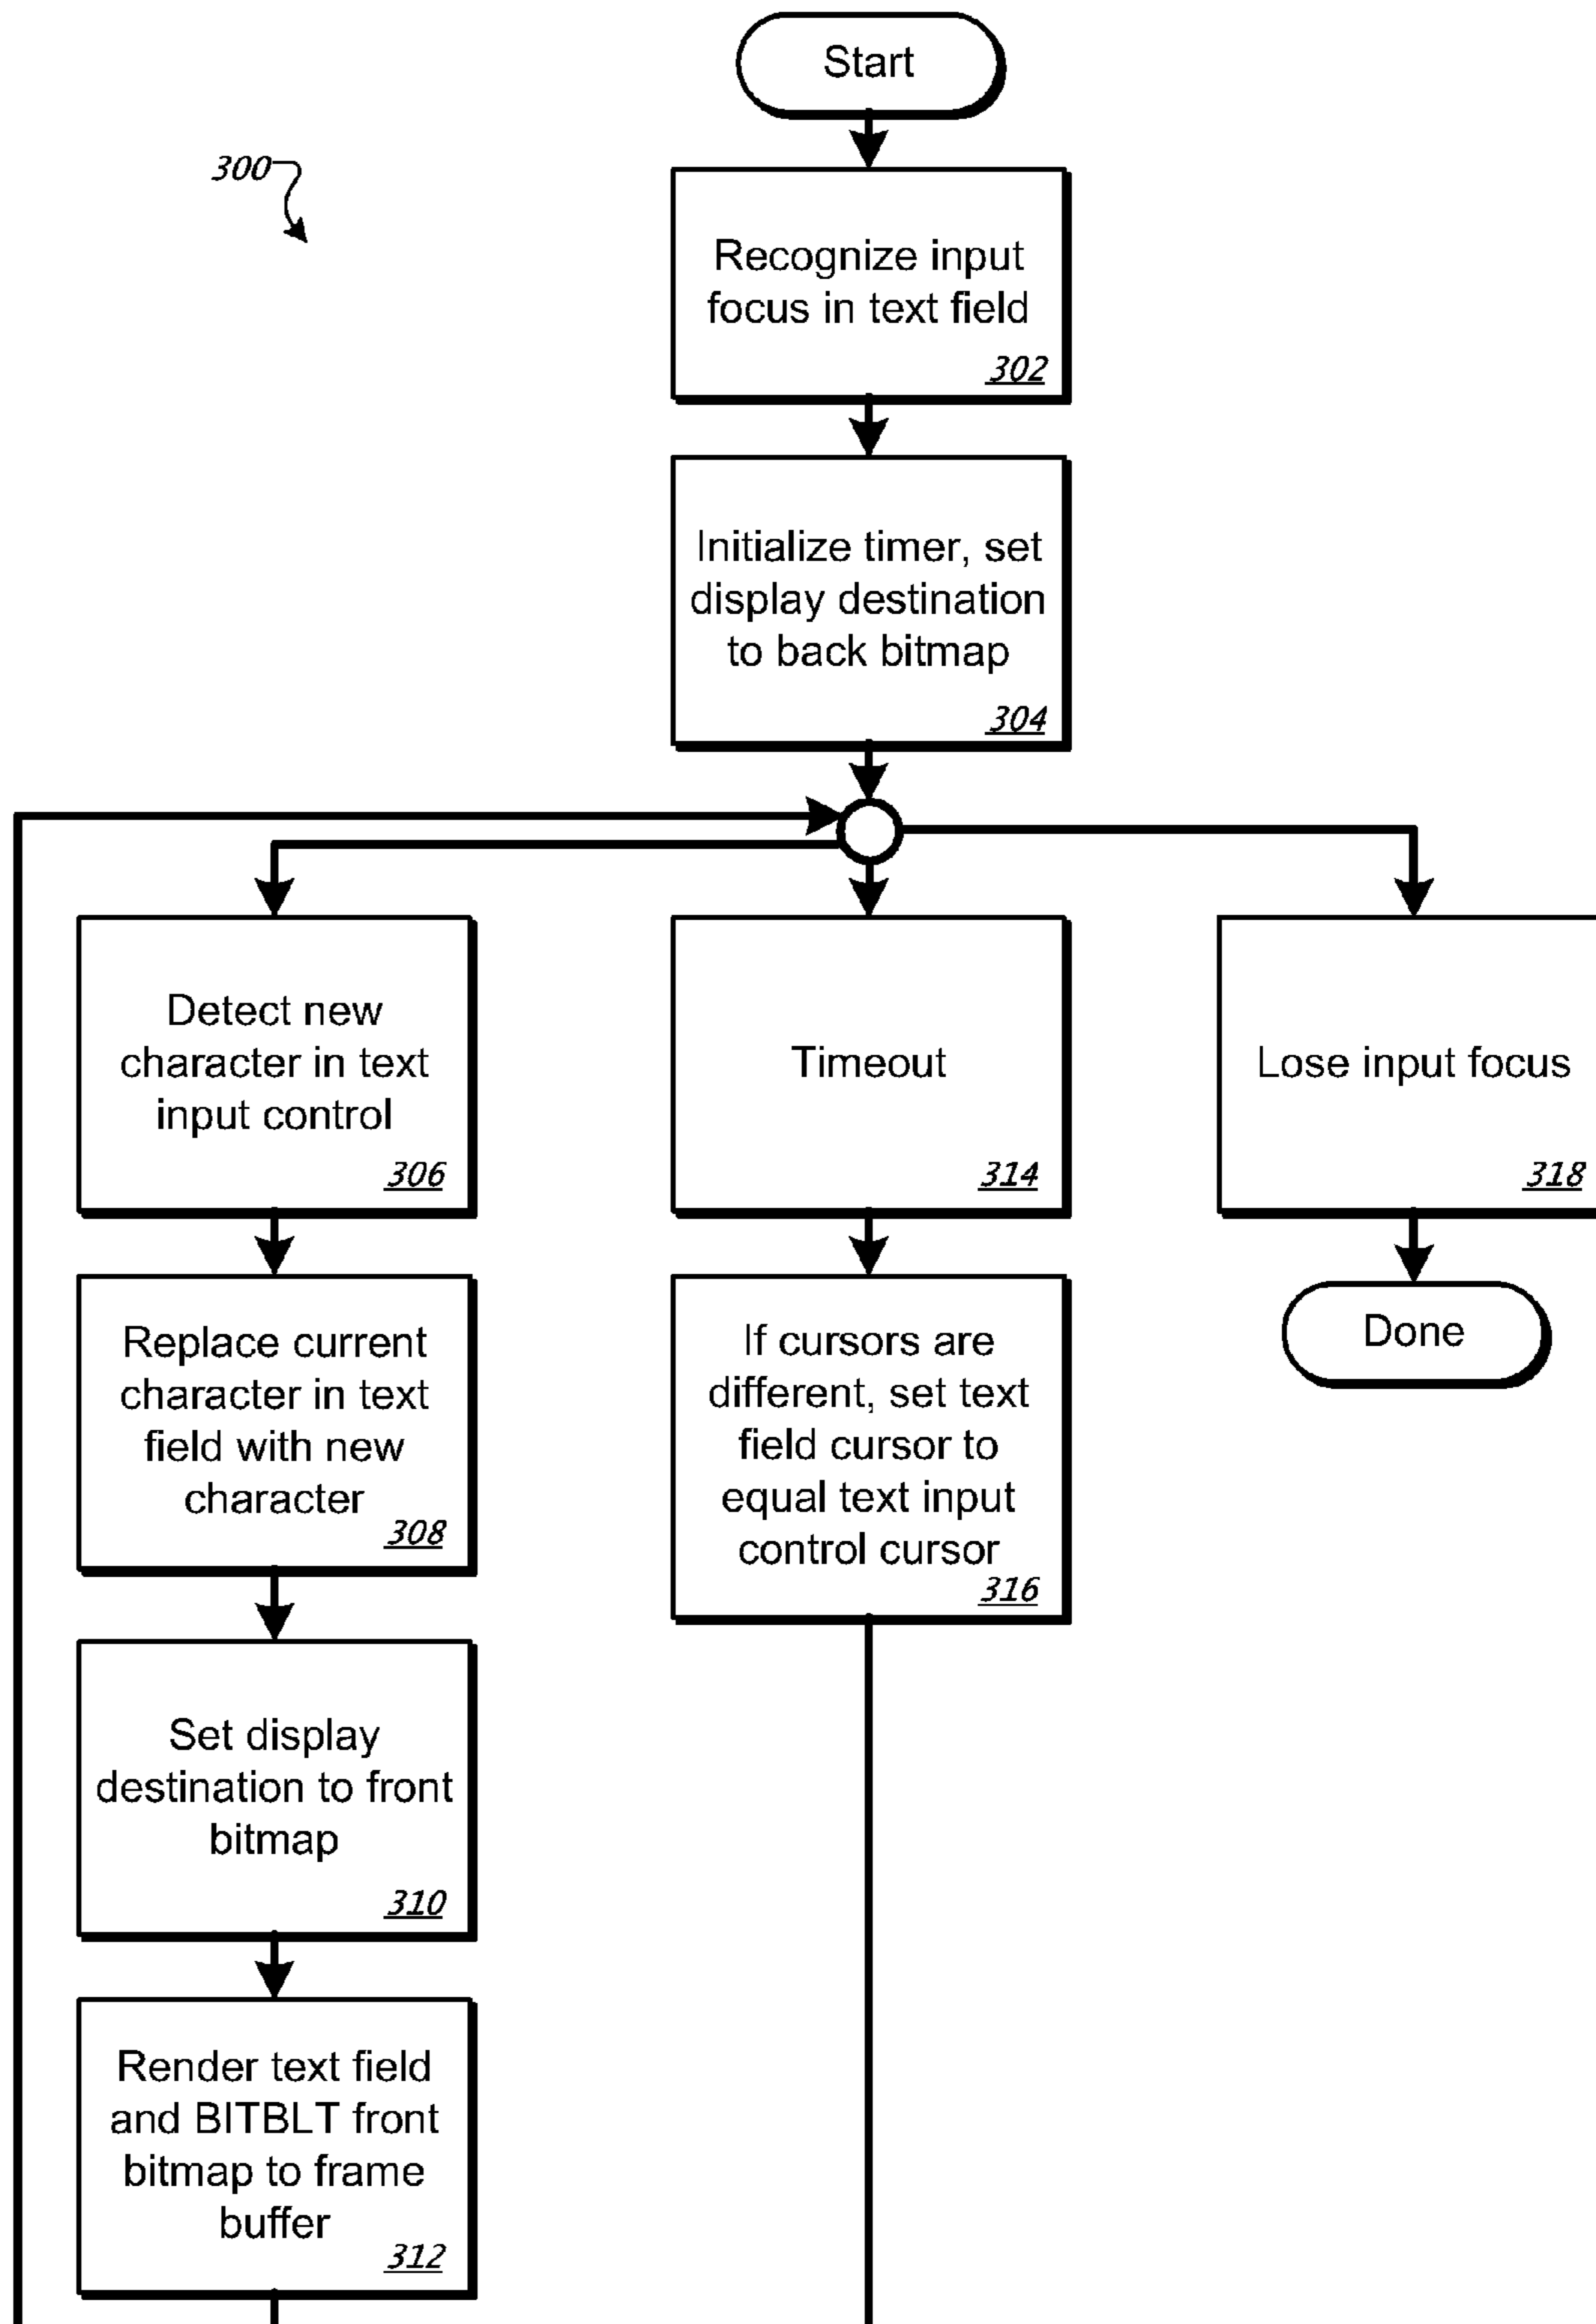 Start
300
Recognize input
focus in text field
302
Initialize timer, set
display destination
to back bitmap
304
Detect new
character in text
input control
306
Timeout
314
Lose input focus
318
Replace current
character in text
field with new
character
308
If cursors are
different, set text
field cursor to
equal text input
control cursor
316
Done
Set display
destination to front
bitmap
310
Render text field
and BITBLT front
bitmap to frame
buffer
312